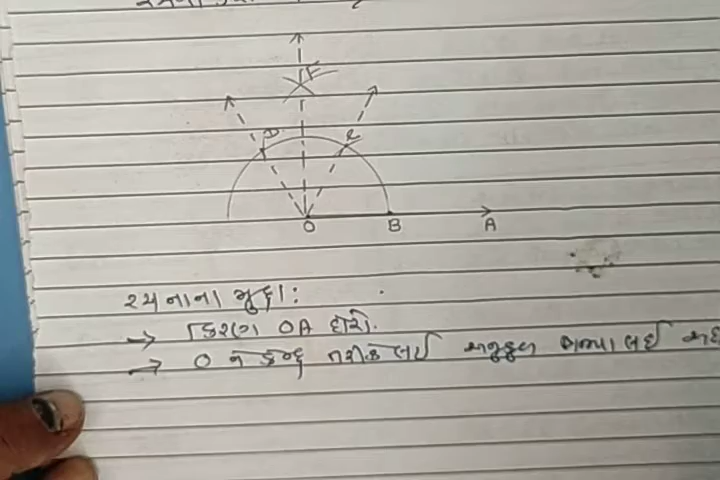 F
D C
O B A
રચનાના મુદ્દા :
→ કિરણ OA દોરો.
→ O ને કેન્દ્ર તરીકે લઈ અનુકૂળ ત્રિજ્યા લઈ